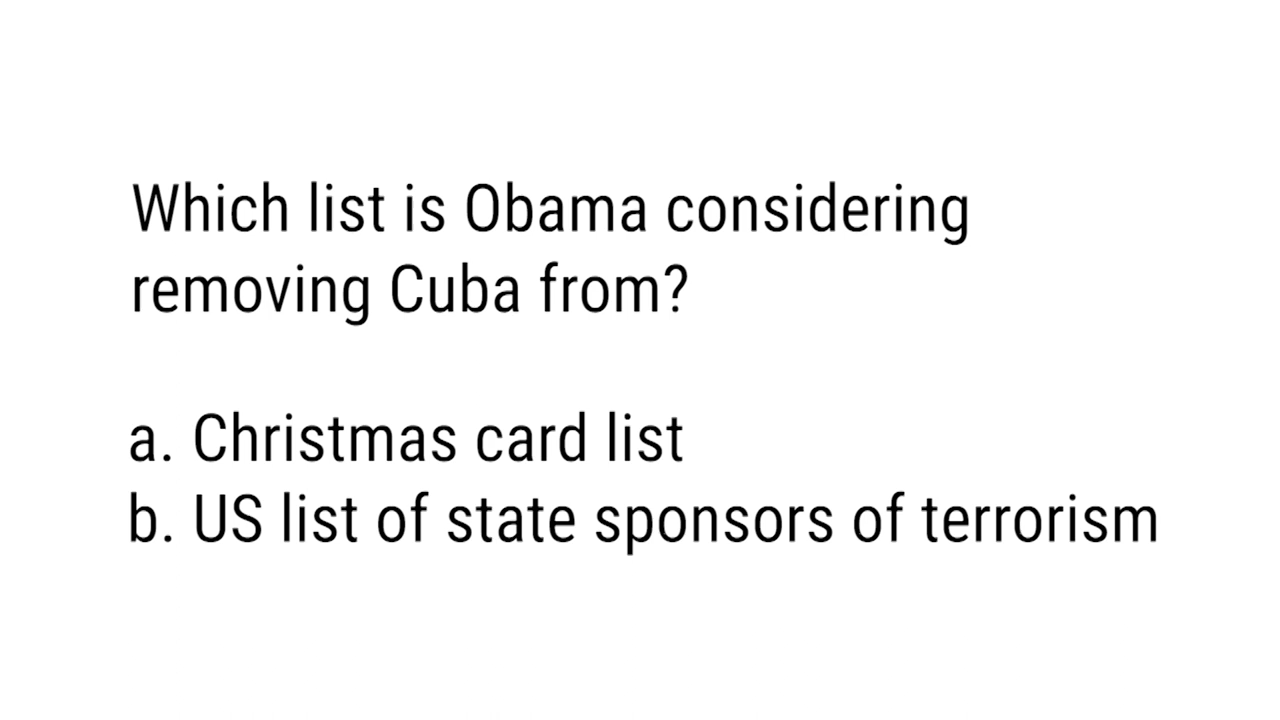 Which list is Obama considering
removing Cuba from?
a. Christmas card list
b. US list of state sponsors of terrorism